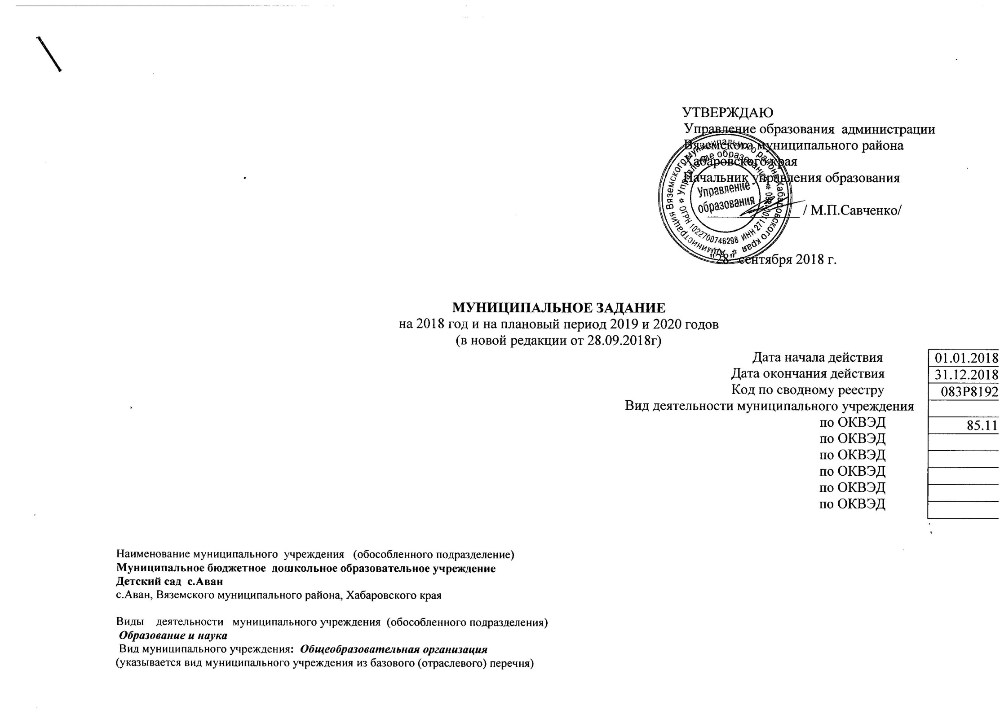 УТВЕРЖДАЮ
Управление образования администрации
Вяземского муниципального района
Хабаровского края
Начальник управления образования
/ М.П.Савченко/
Администрация Вяземского муниципального района Хабаровского края *
* Управление образования *
ОГРН 1022700746298 ИНН
Управление
образования
"28" сентября 2018 г.
МУНИЦИПАЛЬНОЕ ЗАДАНИЕ
на 2018 год и на плановый период 2019 и 2020 годов
(в новой редакции от 28.09.2018г)
Дата начала действия 01.01.2018
Дата окончания действия 31.12.2018
Код по сводному реестру 083Р8192
Вид деятельности муниципального учреждения
по ОКВЭД 85.11
по ОКВЭД
по ОКВЭД
по ОКВЭД
по ОКВЭД
по ОКВЭД
Наименование муниципального учреждения (обособленного подразделение)
Муниципальное бюджетное дошкольное образовательное учреждение
Детский сад с.Аван
с.Аван, Вяземского муниципального района, Хабаровского края
Виды деятельности муниципального учреждения (обособленного подразделения)
Образование и наука
Вид муниципального учреждения: Общеобразовательная организация
(указывается вид муниципального учреждения из базового (отраслевого) перечня)